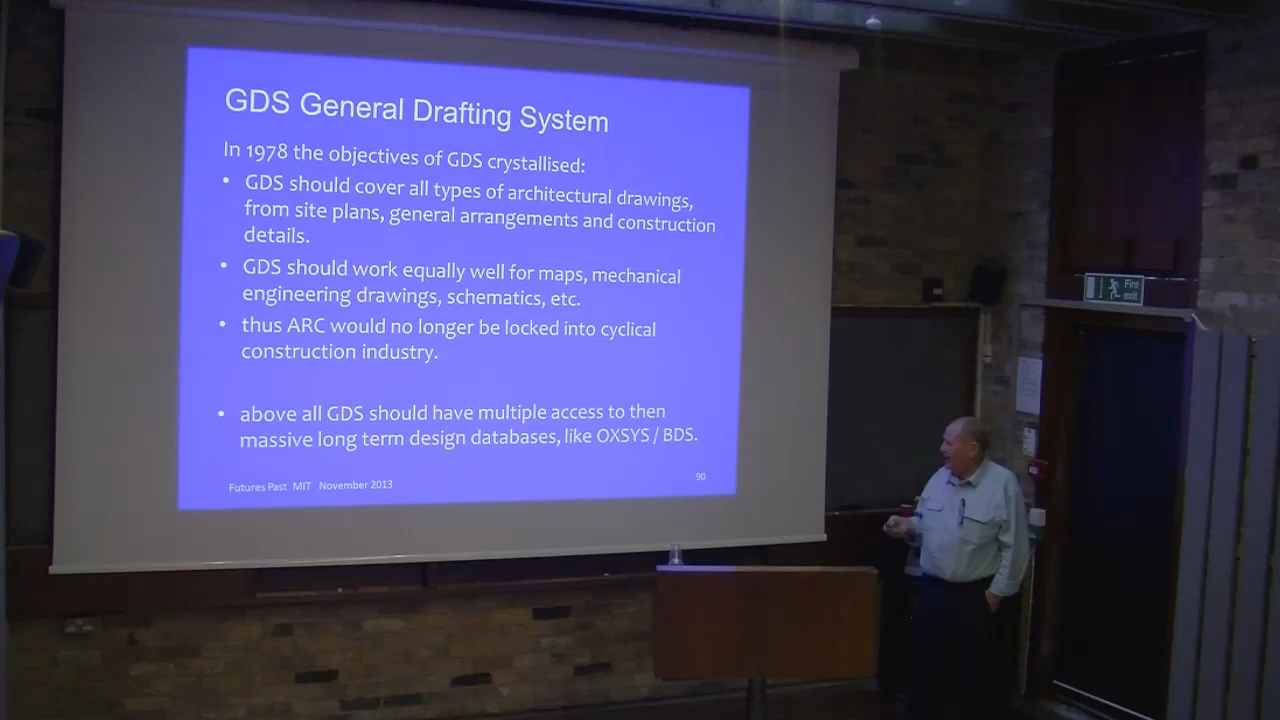 GDS General Drafting System
In 1978 the objectives of GDS crystallised:
• GDS should cover all types of architectural drawings,
from site plans, general arrangements and construction
details.
• GDS should work equally well for maps, mechanical
engineering drawings, schematics, etc.
• thus ARC would no longer be locked into cyclical
construction industry.
• above all GDS should have multiple access to then
massive long term design databases, like OXSYS / BDS.
Futures Past MIT November 2013
90
Fire
exit